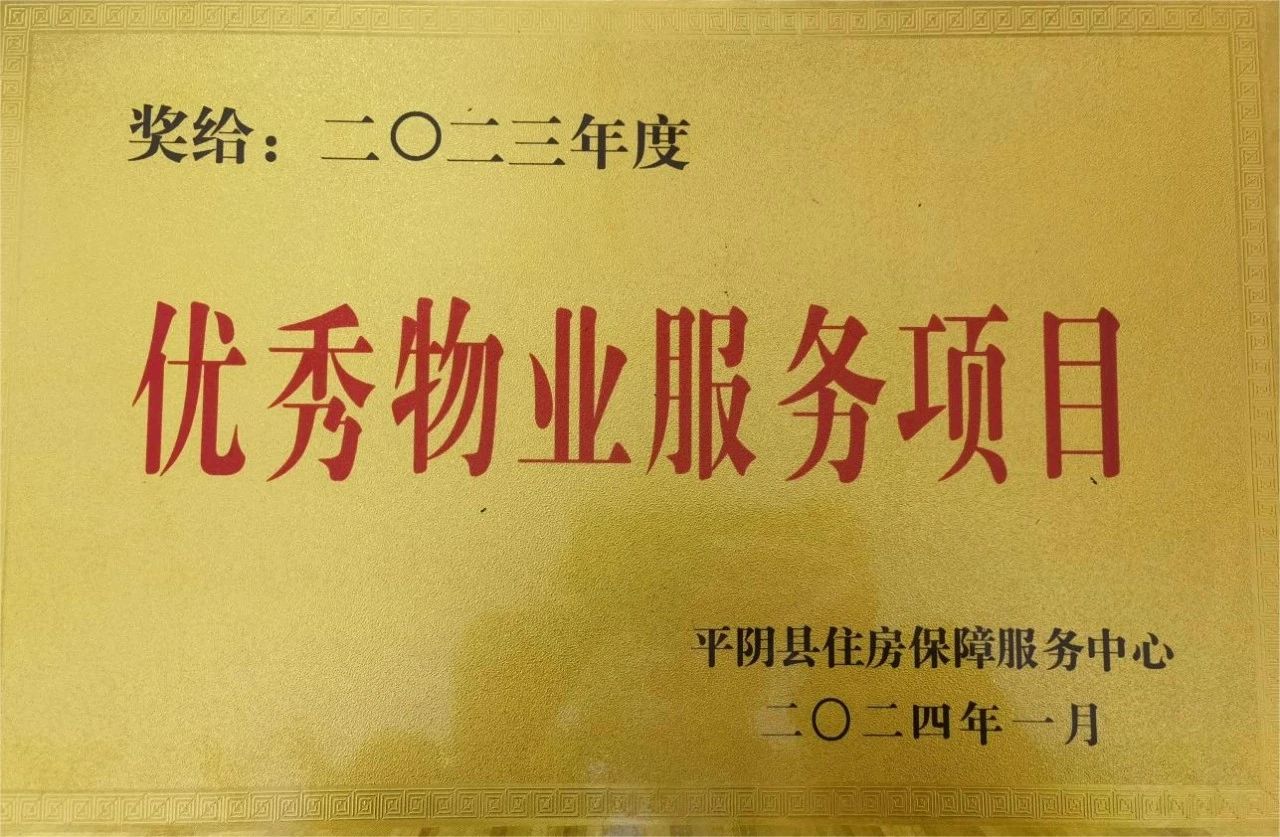 奖给：二〇二三年度
优秀物业服务项目
平阴县住房保障服务中心
二〇二四年一月